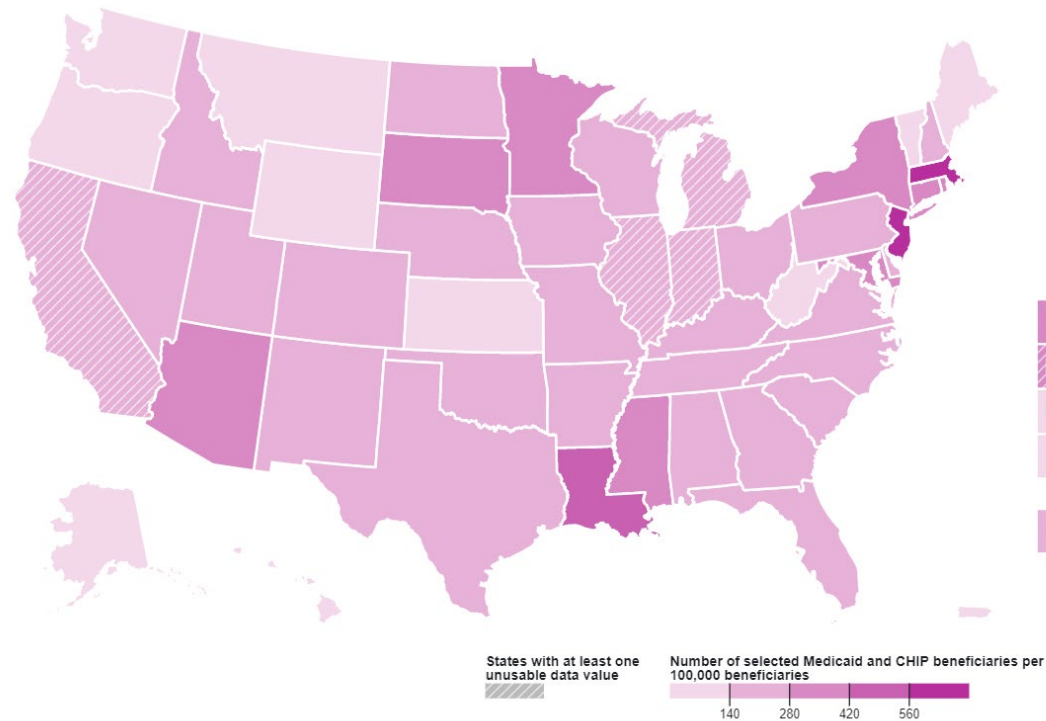 States with at least one
unusable data value
Number of selected Medicaid and CHIP beneficiaries per
100,000 beneficiaries
140 280 420 560